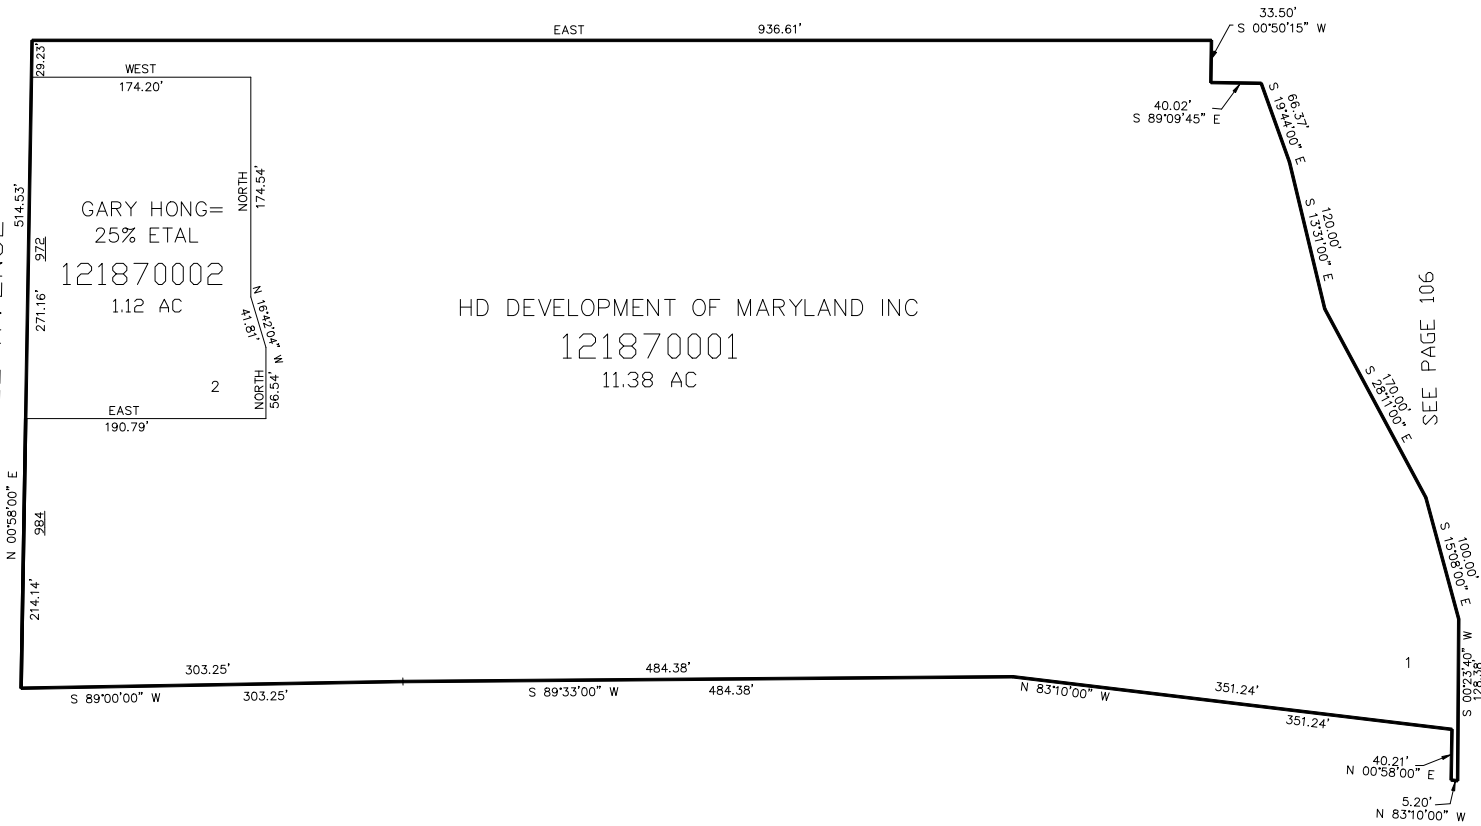 EAST
936.61'
33.50'
S 00°50'15" W
40.02'
S 89°09'45" E
29.23'
WEST
174.20'
514.53'
GARY HONG=
25% ETAL
121870002
1.12 AC
972
271.16'
NORTH
174.54'
N 16°42'04" W
41.81'
NORTH
56.54'
2
EAST
190.79'
HD DEVELOPMENT OF MARYLAND INC
121870001
11.38 AC
66.37'
S 19°44'00" E
120.00'
S 13°31'00" E
SEE PAGE 106
170.00'
S 28°11'00" E
100.00'
S 15°08'00" E
N 00°58'00" E
984
214.14'
303.25'
S 89°00'00" W
303.25'
484.38'
S 89°33'00" W
484.38'
N 83°10'00" W
351.24'
351.24'
1
S 00°23'40" W
128.38'
40.21'
N 00°58'00" E
5.20'
N 83°10'00" W